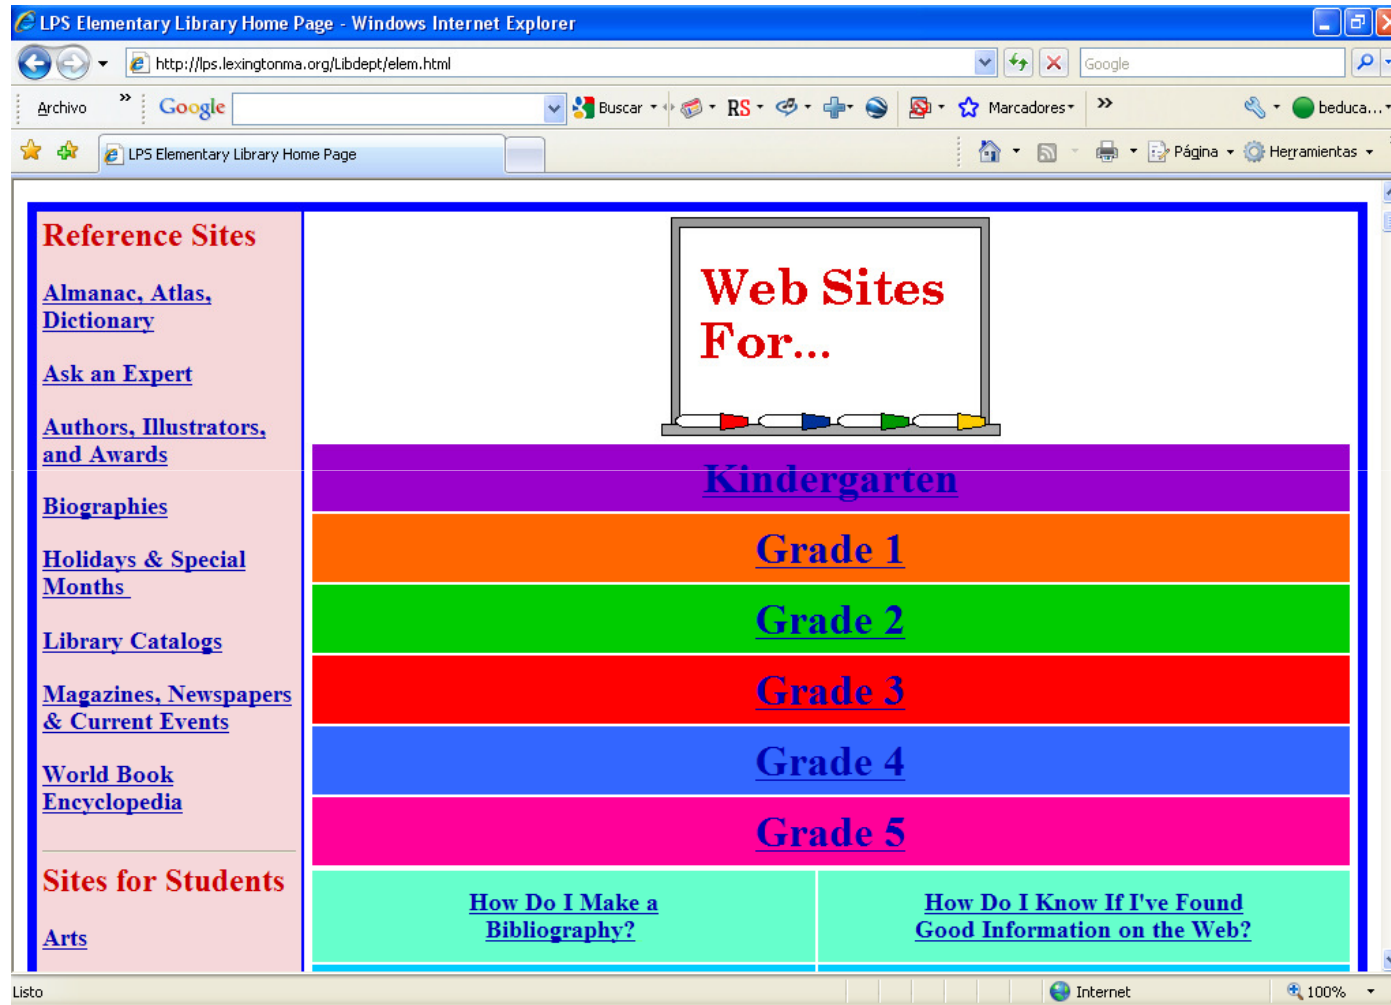 LPS Elementary Library Home Page - Windows Internet Explorer
http://lps.lexingtonma.org/Libdept/elem.html
Google
Archivo
»
Google
Buscar
RS
Marcadores
»
beduca...
LPS Elementary Library Home Page
Página
Herramientas
Reference Sites
Almanac, Atlas,
Dictionary
Ask an Expert
Authors, Illustrators,
and Awards
Biographies
Holidays & Special
Months
Library Catalogs
Magazines, Newspapers
& Current Events
World Book
Encyclopedia
Sites for Students
Arts
Web Sites
For...
Kindergarten
Grade 1
Grade 2
Grade 3
Grade 4
Grade 5
How Do I Make a
Bibliography?
How Do I Know If I've Found
Good Information on the Web?
Listo
Internet
100%